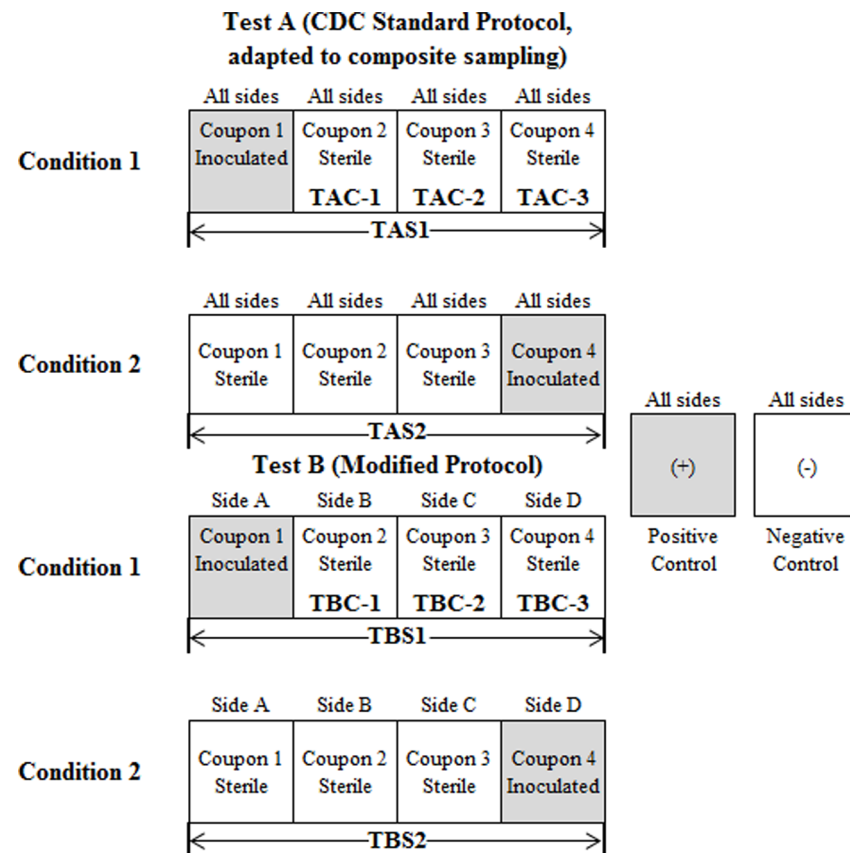 Test A (CDC Standard Protocol,
adapted to composite sampling)
All sides All sides All sides All sides
Condition 1
Coupon 1 Coupon 2 Coupon 3 Coupon 4
Inoculated Sterile Sterile Sterile
TAC-1 TAC-2 TAC-3
TAS1
All sides All sides All sides All sides
Condition 2
Coupon 1 Coupon 2 Coupon 3 Coupon 4
Sterile Sterile Sterile Inoculated
TAS2
All sides All sides
(+) (-)
Positive Negative
Control Control
Test B (Modified Protocol)
Side A Side B Side C Side D
Condition 1
Coupon 1 Coupon 2 Coupon 3 Coupon 4
Inoculated Sterile Sterile Sterile
TBC-1 TBC-2 TBC-3
TBS1
Side A Side B Side C Side D
Condition 2
Coupon 1 Coupon 2 Coupon 3 Coupon 4
Sterile Sterile Sterile Inoculated
TBS2